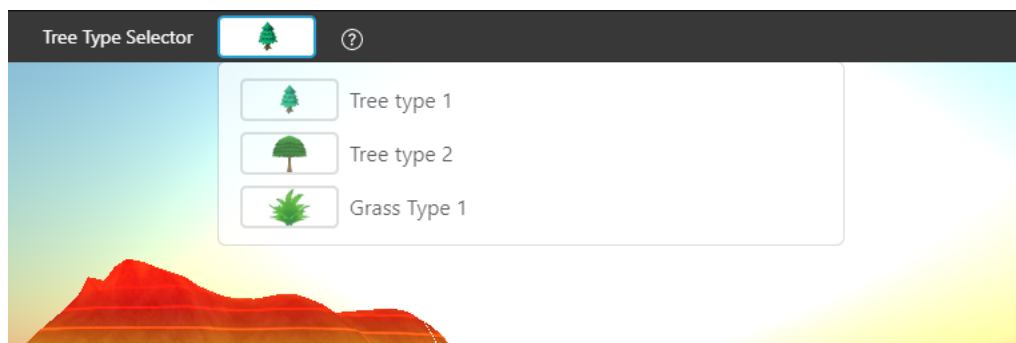 Tree Type Selector
?
Tree type 1
Tree type 2
Grass Type 1